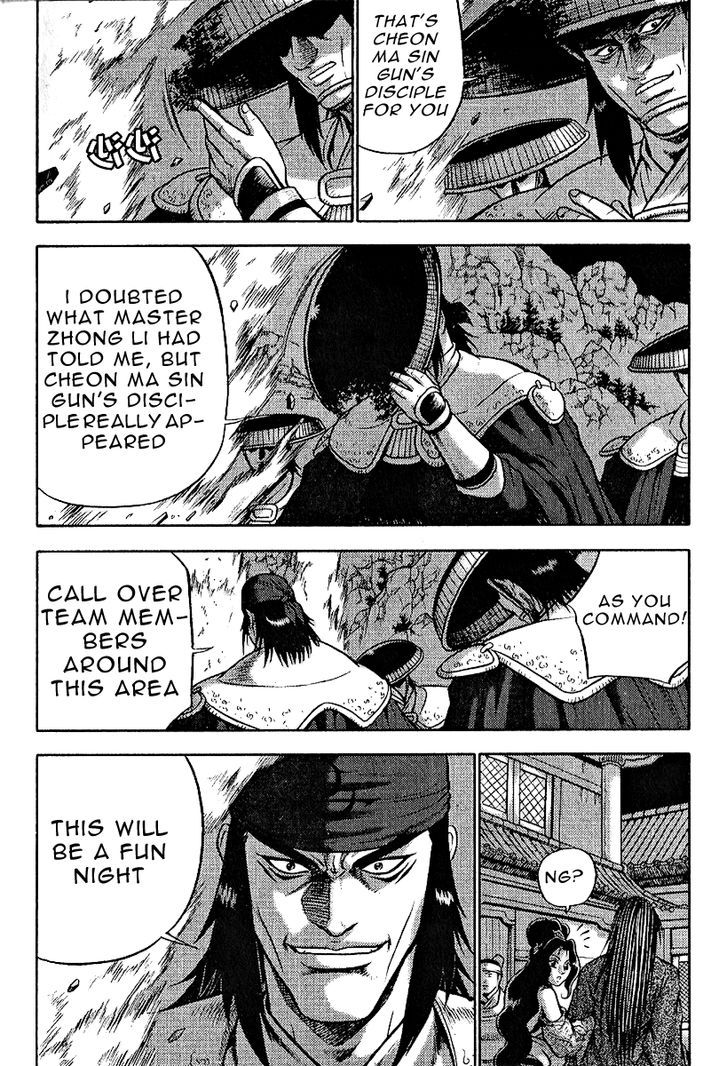 THAT'S
CHEON
MA SIN
GUN'S
DISCIPLE
FOR YOU
I DOUBTED
WHAT MASTER
ZHONG LI HAD
TOLD ME, BUT
CHEON MA SIN
GUN'S DISCI-
PLE REALLY AP-
PEARED
CALL OVER
TEAM MEM-
BERS
AROUND
THIS AREA
AS YOU
COMMAND!
THIS WILL
BE A FUN
NIGHT
NG?